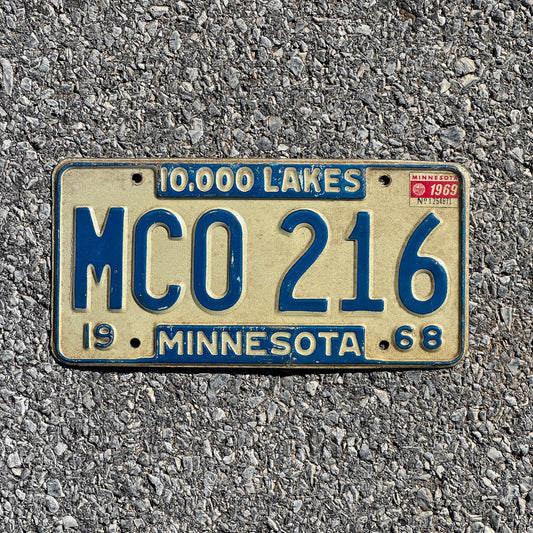 10,000 LAKES
MINNESOTA
1969
MCO 216
19 68
MINNESOTA